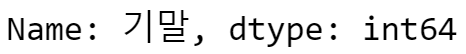 Name: 기말, dtype: int64